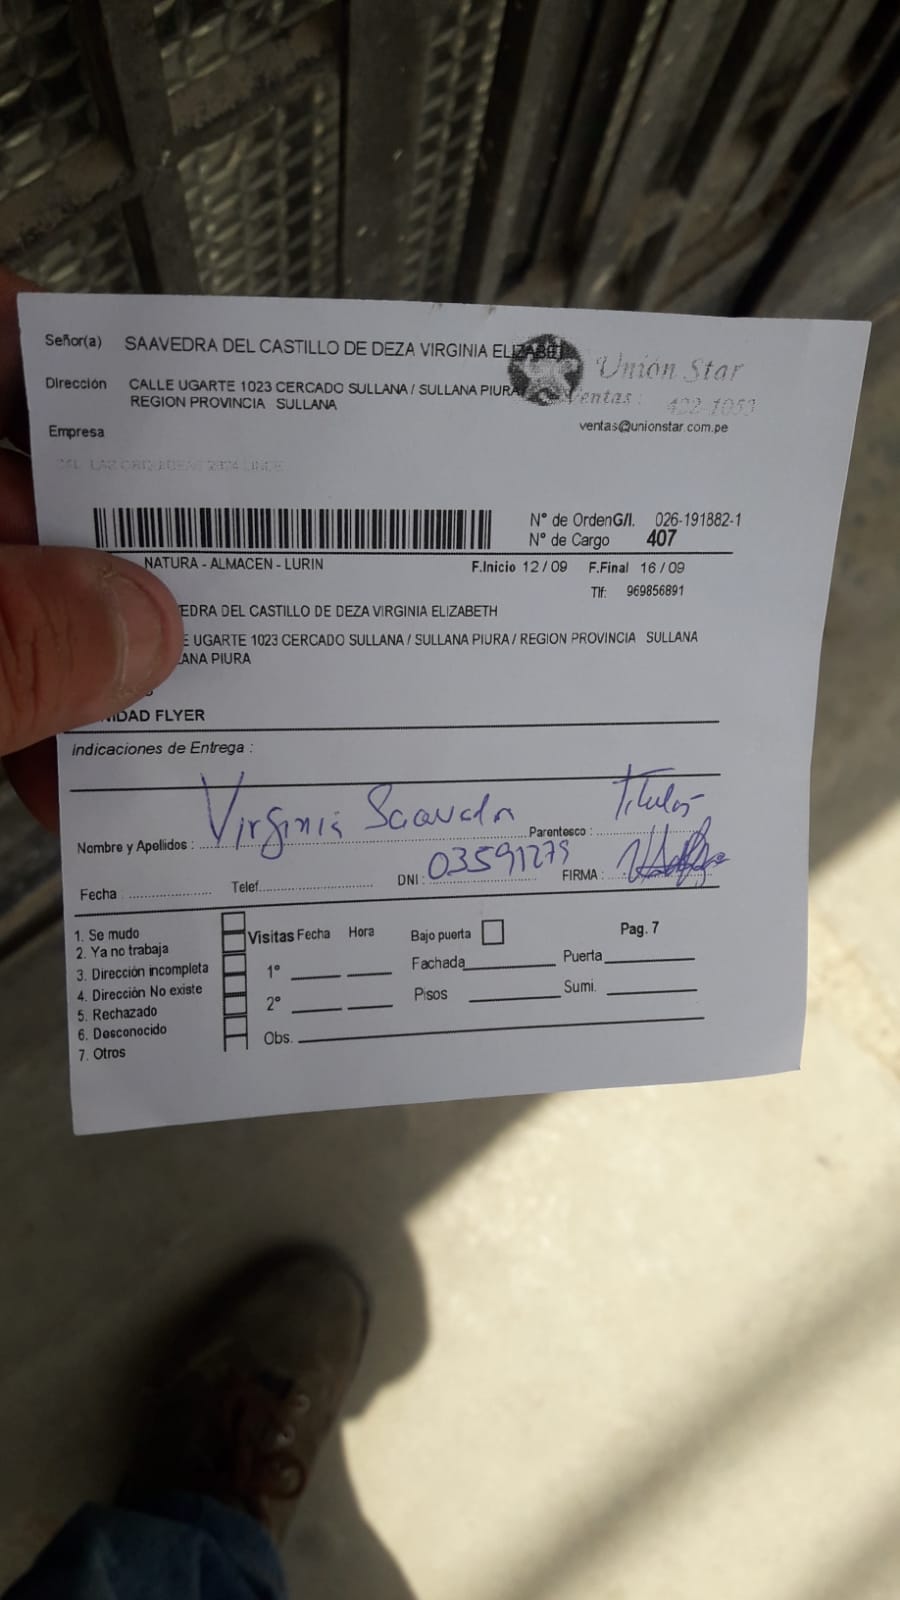 Señor(a) SAAVEDRA DEL CASTILLO DE DEZA VIRGINIA ELIZABET
Unión Star
Dirección CALLE UGARTE 1023 CERCADO SULLANA / SULLANA PIURA
REGION PROVINCIA SULLANA
Ventas : 422-1053
ventas@unionstar.com.pe
Empresa
N° de OrdenG/I. 026-191882-1
N° de Cargo 407
NATURA - ALMACEN - LURIN F.Inicio 12 / 09 F.Final 16 / 09
Tlf: 969856891
EDRA DEL CASTILLO DE DEZA VIRGINIA ELIZABETH
E UGARTE 1023 CERCADO SULLANA / SULLANA PIURA / REGION PROVINCIA SULLANA
ANA PIURA
IDAD FLYER
Indicaciones de Entrega :
Nombre y Apellidos : Virginia Saavedra Parentesco : Titular
Fecha Telef. DNI : 03591279 FIRMA :
1. Se mudo
2. Ya no trabaja
3. Dirección incompleta
4. Dirección No existe
5. Rechazado
6. Desconocido
7. Otros
Visitas Fecha Hora
1°
2°
Obs.
Bajo puerta
Fachada
Pisos
Pag. 7
Puerta
Sumi.